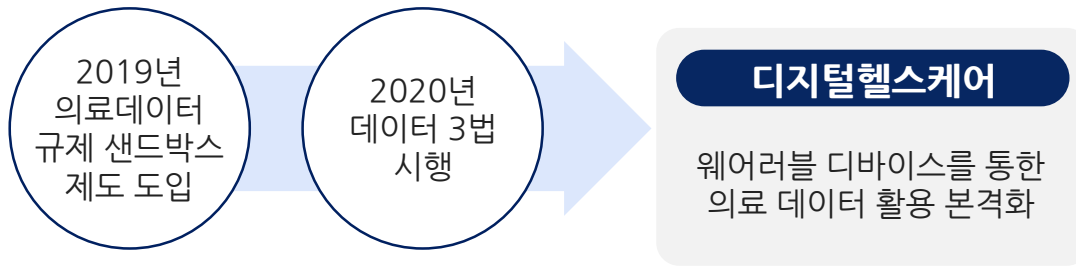 2019년
의료데이터
규제 샌드박스
제도 도입
2020년
데이터 3법
시행
디지털헬스케어
웨어러블 디바이스를 통한
의료 데이터 활용 본격화